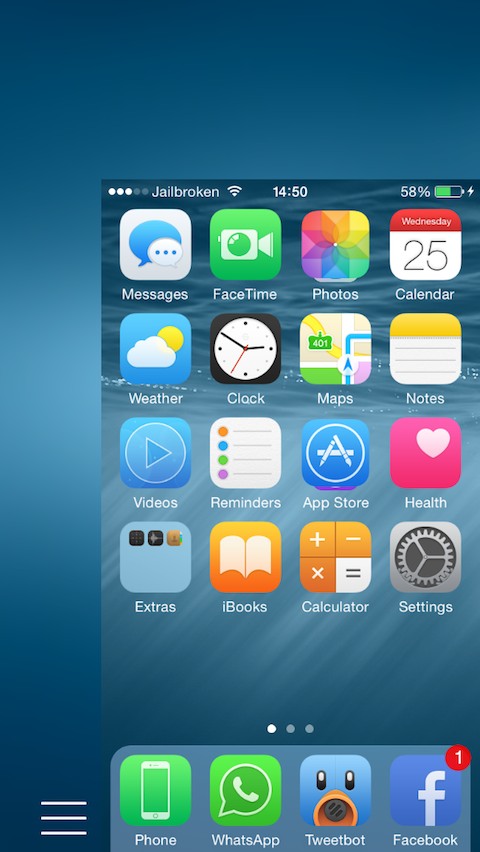 Jailbroken 14:50 58%
Wednesday
25
Messages FaceTime Photos Calendar
401
Weather Clock Maps Notes
Videos Reminders App Store Health
Extras iBooks Calculator Settings
1
Phone WhatsApp Tweetbot Facebook